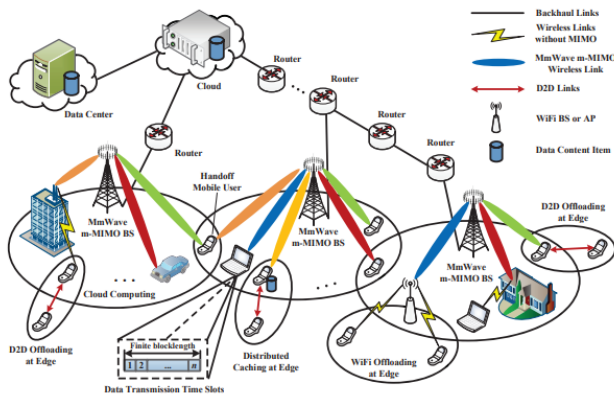 Backhaul Links
Wireless Links
without MIMO
MmWave m-MIMO
Wireless Link
D2D Links
WiFi BS or AP
Data Content Item
Router
Cloud
Data Center
Router
...
Router
Router
Router
Handoff
Mobile User
MmWave
m-MIMO BS
MmWave
m-MIMO BS
MmWave
m-MIMO BS
D2D Offloading
at Edge
...
Cloud Computing
...
D2D Offloading
at Edge
Finite blocklength
1 2 ... n
Data Transmission Time Slots
Distributed
Caching at Edge
WiFi Offloading
at Edge